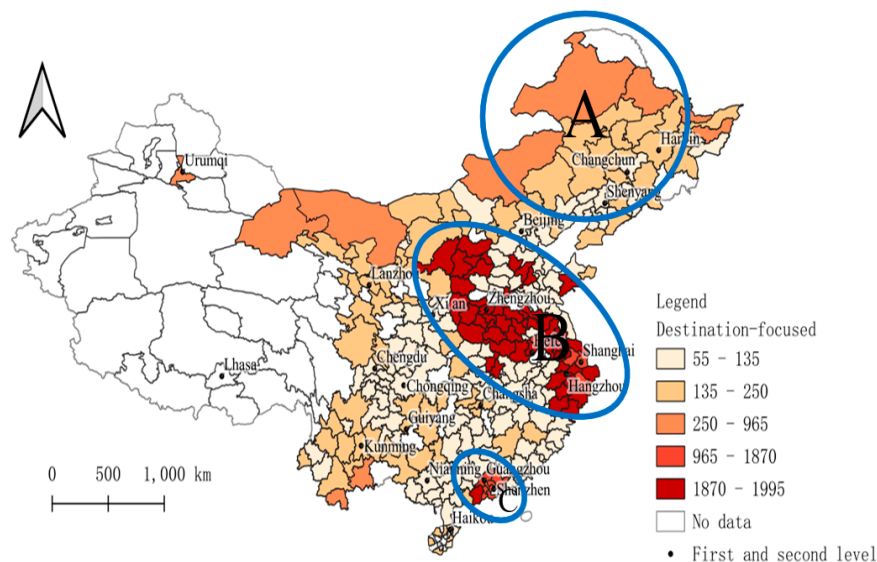 A
Urumqi
Harbin
Changchun
Shenyang
Beijing
Lanzhou
Xi an
Zhengzhou
B
Shanghai
Lhasa
Chengdu
Hangzhou
Chongqing
Changsha
Guiyang
Kunming
Nanning
Guangzhou
Shenzhen
C
Haikou
0 500 1,000 km
Legend
Destination-focused
55 - 135
135 - 250
250 - 965
965 - 1870
1870 - 1995
No data
First and second level